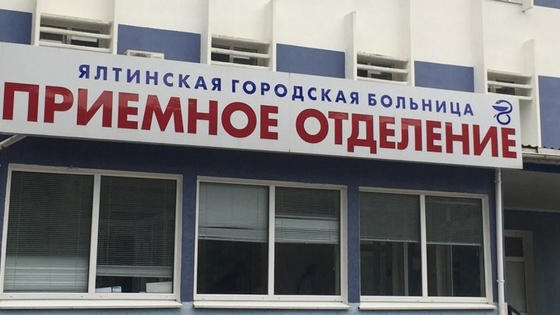 ЯЛТИНСКАЯ ГОРОДСКАЯ БОЛЬНИЦА
ПРИЕМНОЕ ОТДЕЛЕНИЕ